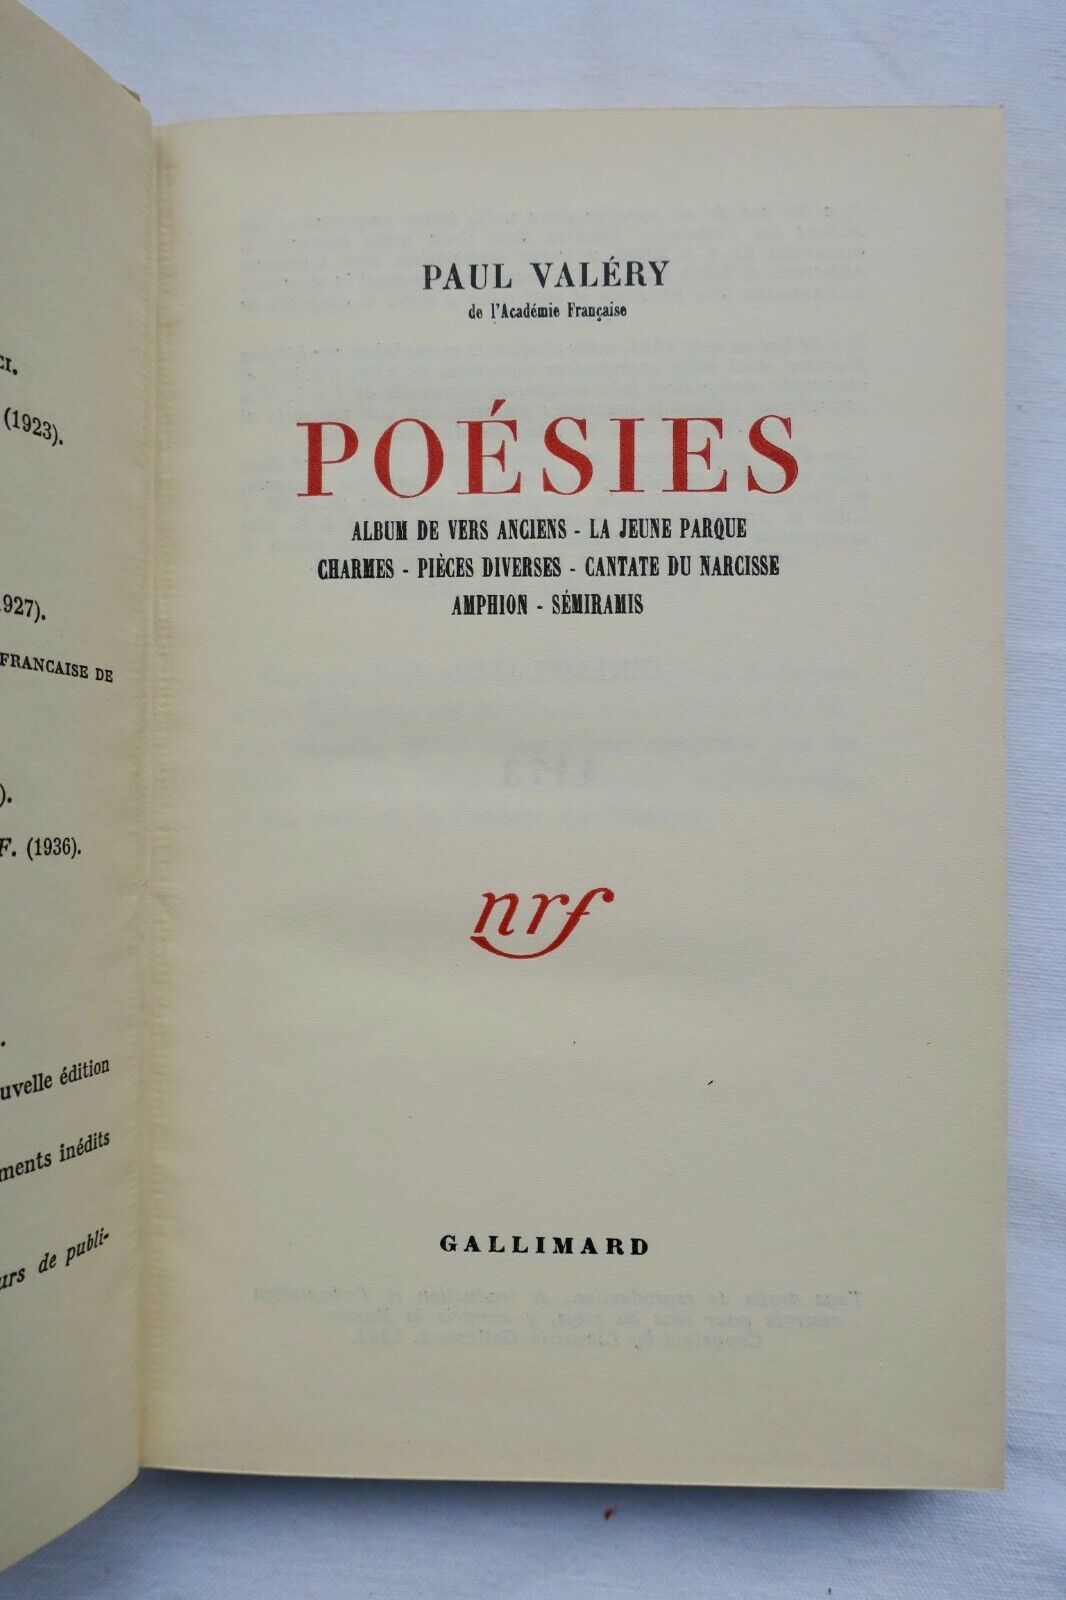 CI.
(1923).
927).
FRANCAISE DE
).
F. (1936).
.
uvelle édition
ments inédits
urs de publi-
PAUL VALÉRY
de l'Académie Française
POÉSIES
ALBUM DE VERS ANCIENS - LA JEUNE PARQUE
CHARMES - PIÈCES DIVERSES - CANTATE DU NARCISSE
AMPHION - SÉMIRAMIS
nrf
GALLIMARD